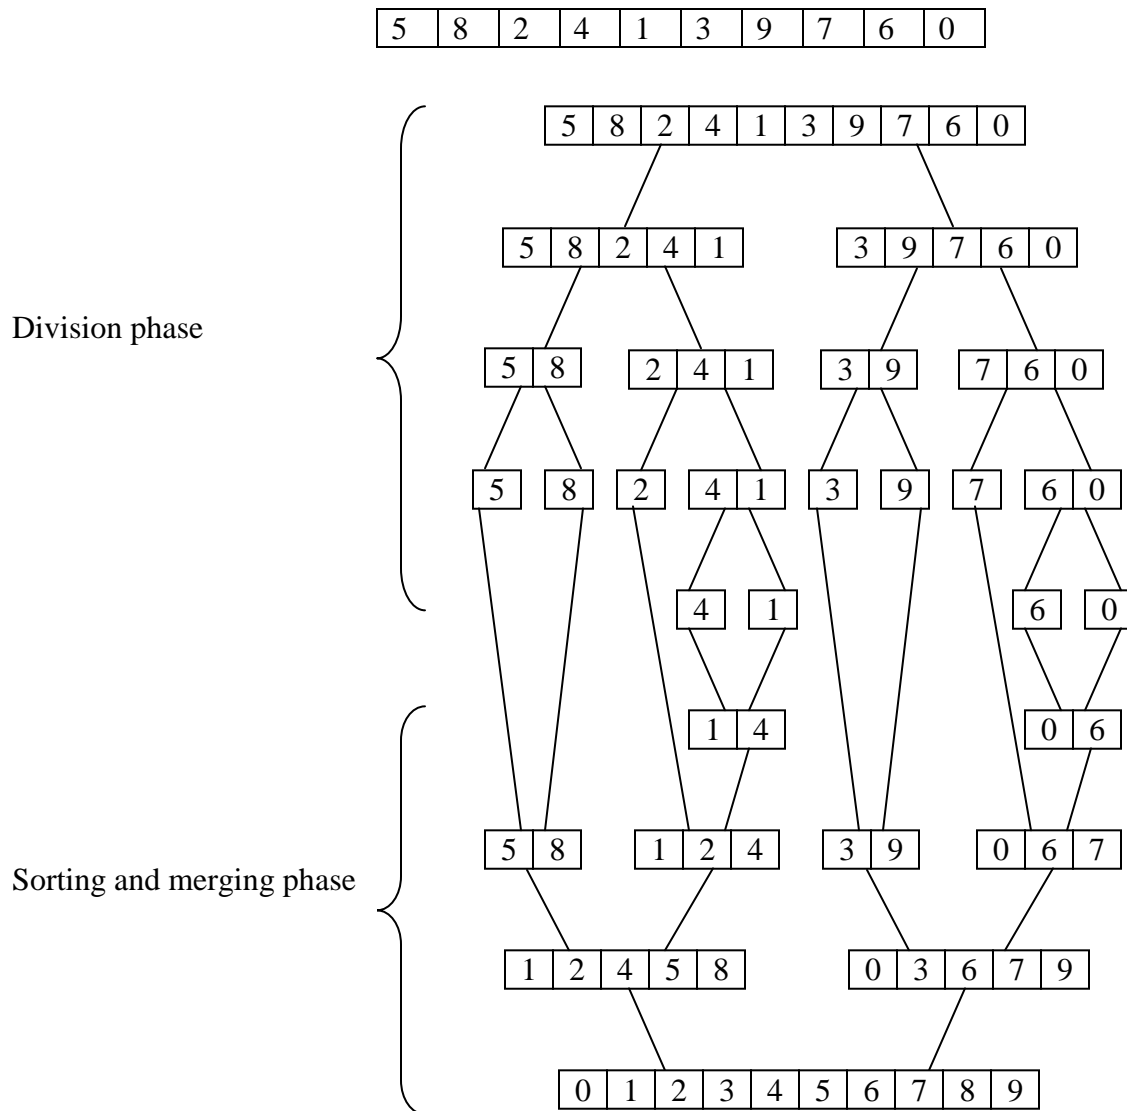 5 8 2 4 1 3 9 7 6 0
5 8 2 4 1 3 9 7 6 0
5 8 2 4 1 3 9 7 6 0
Division phase
5 8 2 4 1 3 9 7 6 0
5 8 2 4 1 3 9 7 6 0
4 1 6 0
1 4 0 6
5 8 1 2 4 3 9 0 6 7
Sorting and merging phase
1 2 4 5 8 0 3 6 7 9
0 1 2 3 4 5 6 7 8 9